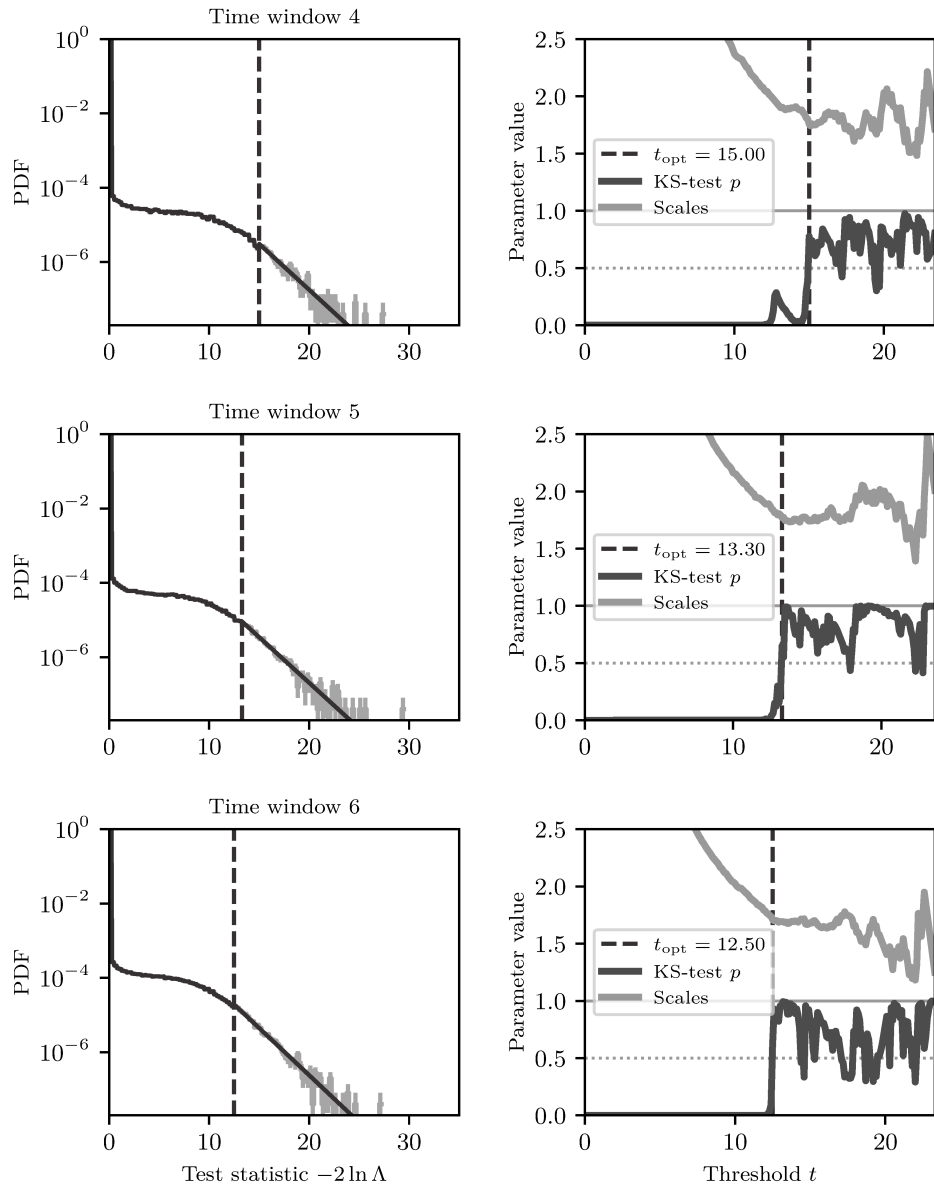 Time window 4
PDF
10⁰
10⁻²
10⁻⁴
10⁻⁶
0 10 20 30
Parameter value
2.5
2.0
1.5
1.0
0.5
0.0
t_opt = 15.00
KS-test p
Scales
0 10 20
Time window 5
PDF
10⁰
10⁻²
10⁻⁴
10⁻⁶
0 10 20 30
Parameter value
2.5
2.0
1.5
1.0
0.5
0.0
t_opt = 13.30
KS-test p
Scales
0 10 20
Time window 6
PDF
10⁰
10⁻²
10⁻⁴
10⁻⁶
0 10 20 30
Test statistic −2 ln Λ
Parameter value
2.5
2.0
1.5
1.0
0.5
0.0
t_opt = 12.50
KS-test p
Scales
0 10 20
Threshold t